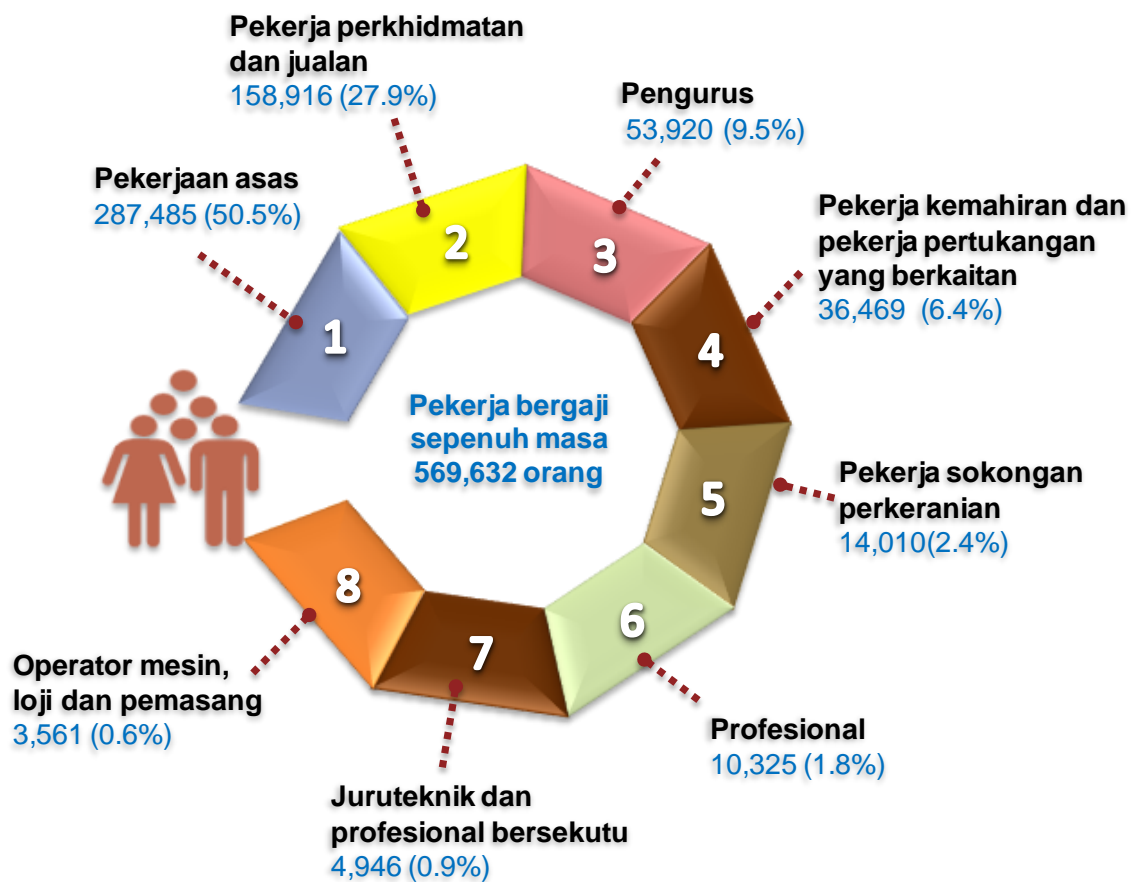 Pekerja perkhidmatan
dan jualan
158,916 (27.9%)
Pengurus
53,920 (9.5%)
Pekerjaan asas
287,485 (50.5%)
Pekerja kemahiran dan
pekerja pertukangan
yang berkaitan
36,469 (6.4%)
1
2
3
4
5
6
7
8
Pekerja bergaji
sepenuh masa
569,632 orang
Pekerja sokongan
perkeranian
14,010(2.4%)
Operator mesin,
loji dan pemasang
3,561 (0.6%)
Profesional
10,325 (1.8%)
Juruteknik dan
profesional bersekutu
4,946 (0.9%)